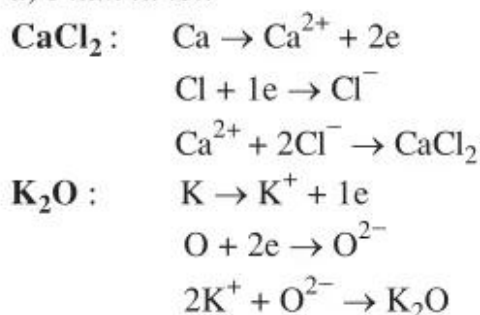 CaCl₂ : Ca → Ca²⁺ + 2e
Cl + 1e → Cl⁻
Ca²⁺ + 2Cl⁻ → CaCl₂
K₂O : K → K⁺ + 1e
O + 2e → O²⁻
2K⁺ + O²⁻ → K₂O